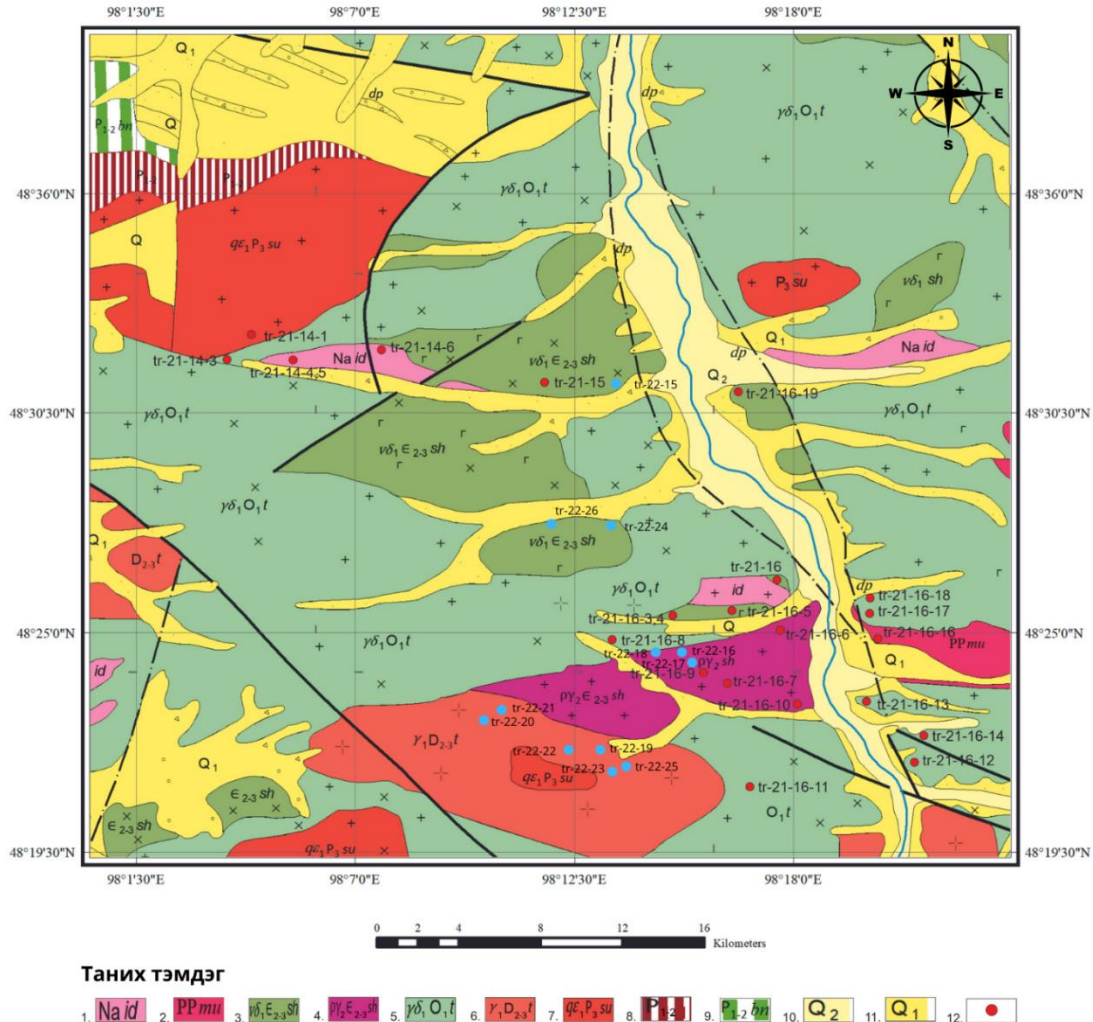 98°1'30"E 98°7'0"E 98°12'30"E 98°18'0"E
Q₁
N
W E
S
dp
dp
γδ₁O₁t
P₁₋₂bn
Q
γδ₁O₁t
48°36'0"N 48°36'0"N
Q
dp
qε₁P₃su
P₃su
νδ₁sh
tr-21-14-1
Q₁
tr-21-14-3
Na id
tr-21-14-6
νδ₁∈₂₋₃sh
dp
Na id
tr-21-14-4,5
tr-21-15
tr-22-15
Q₂
tr-21-16-19
48°30'30"N 48°30'30"N
γδ₁O₁t
γδ₁O₁t
νδ₁∈₂₋₃sh
γδ₁O₁t
tr-22-26
tr-22-24
Q₁
νδ₁∈₂₋₃sh
D₂₋₃t
tr-21-16
γδ₁O₁t
id
dp
tr-21-16-18
tr-21-16-3,4
tr-21-16-5
tr-21-16-17
48°25'0"N 48°25'0"N
γδ₁O₁t
tr-21-16-8
Q
tr-21-16-6
tr-21-16-16
PPmu
tr-22-18
tr-22-16
id
tr-22-17
ργ₂sh
Q₁
tr-21-16-9
tr-21-16-7
ργ₂∈₂₋₃sh
tr-22-21
tr-21-16-10
tr-21-16-13
tr-22-20
γ₁D₂₋₃t
tr-21-16-14
Q₁
tr-22-22
tr-22-19
tr-21-16-12
tr-22-23
tr-22-25
qε₁P₃su
tr-21-16-11
∈₂₋₃sh
O₁t
∈₂₋₃sh
48°19'30"N qε₁P₃su 48°19'30"N
98°1'30"E 98°7'0"E 98°12'30"E 98°18'0"E
0 2 4 8 12 16
Kilometers
Таних тэмдэг
1. Na id 2. PPmu 3. νδ₁∈₂₋₃sh 4. ργ₂∈₂₋₃sh 5. γδ₁O₁t 6. γ₁D₂₋₃t 7. qε₁P₃su 8. P₁₋₂ 9. P₁₋₂bn 10. Q₂ 11. Q₁ 12.